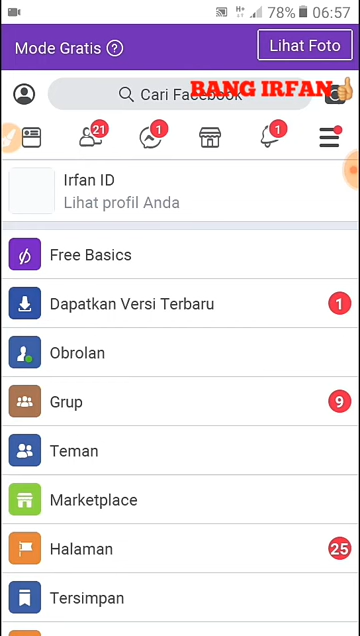 78% 06:57
Mode Gratis ?
Lihat Foto
Cari Facebook
BANG IRFAN
21
1
1
Irfan ID
Lihat profil Anda
Free Basics
Dapatkan Versi Terbaru 1
Obrolan
Grup 9
Teman
Marketplace
Halaman 25
Tersimpan